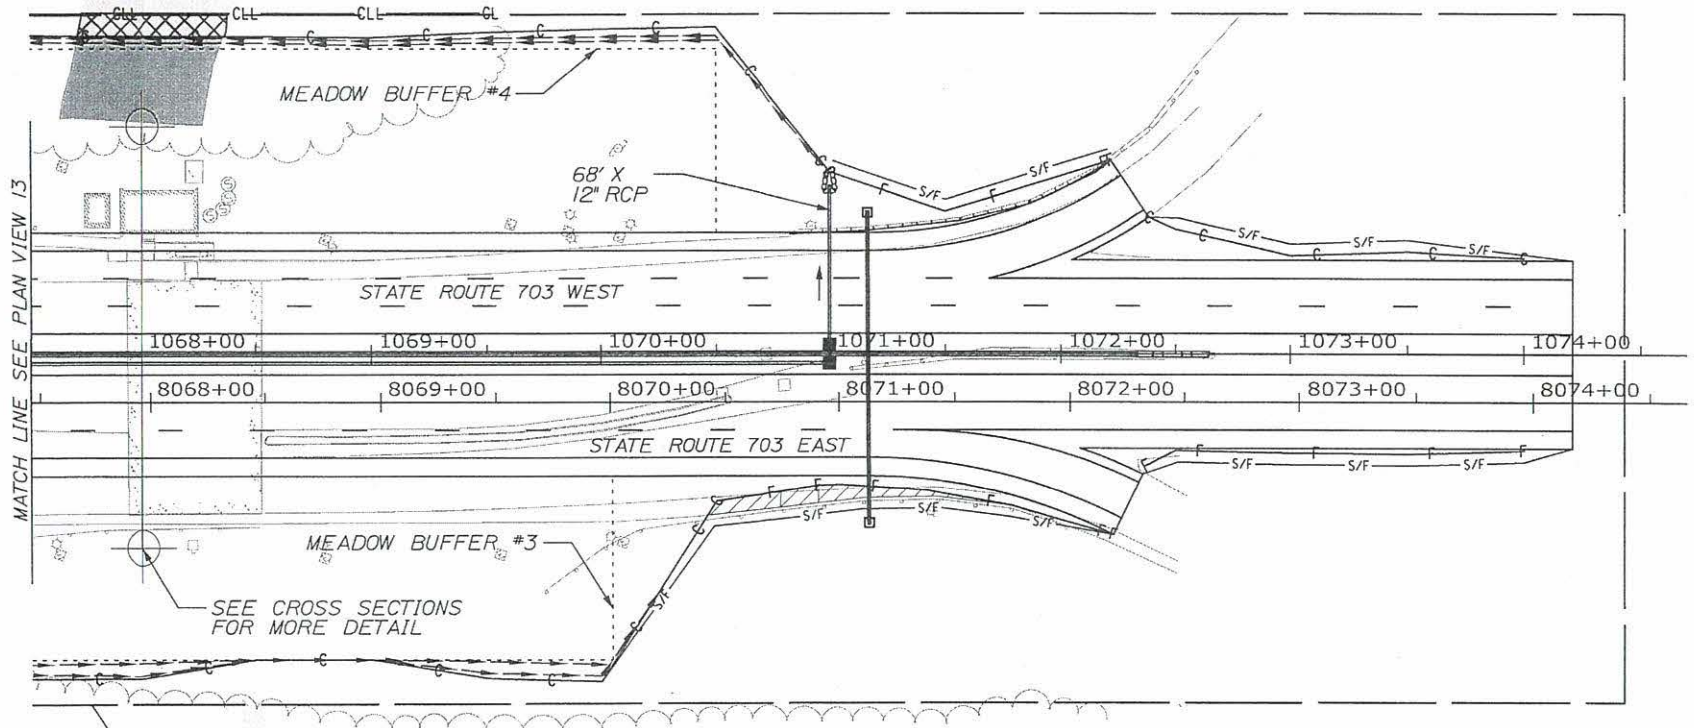 CLL CLL CLL CL
C C C C
MEADOW BUFFER #4
C
68' X
12" RCP
C S/F S/F F
F F
C S/F S/F
C C C C
MATCH LINE SEE PLAN VIEW 13
STATE ROUTE 703 WEST
1068+00 1069+00 1070+00 1071+00 1072+00 1073+00 1074+00
8068+00 8069+00 8070+00 8071+00 8072+00 8073+00 8074+00
STATE ROUTE 703 EAST
F F F F F
S/F S/F S/F
C F F F F
S/F S/F S/F F F
MEADOW BUFFER #3
C
S/F
SEE CROSS SECTIONS
FOR MORE DETAIL
C
C C C C C